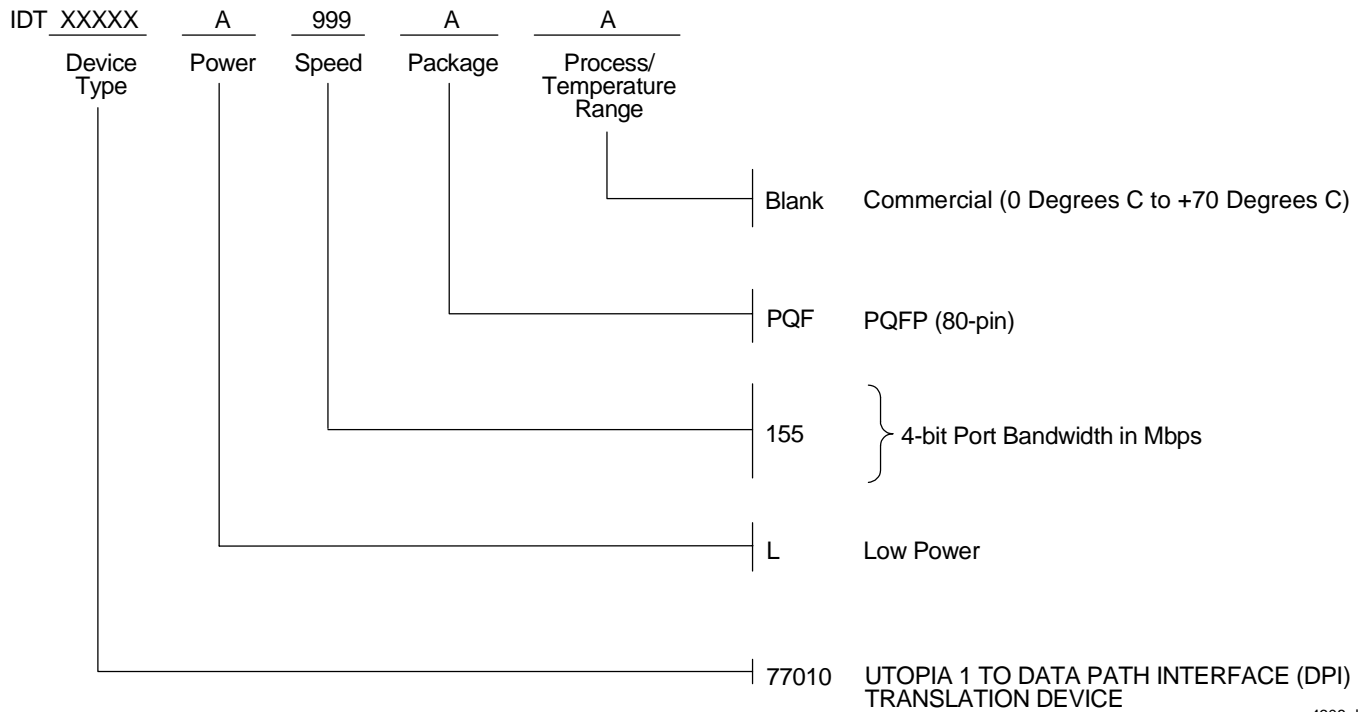 IDT XXXXX A 999 A A
Device Type
Power
Speed
Package
Process/
Temperature
Range
Blank Commercial (0 Degrees C to +70 Degrees C)
PQF PQFP (80-pin)
155 4-bit Port Bandwidth in Mbps
L Low Power
77010 UTOPIA 1 TO DATA PATH INTERFACE (DPI)
TRANSLATION DEVICE